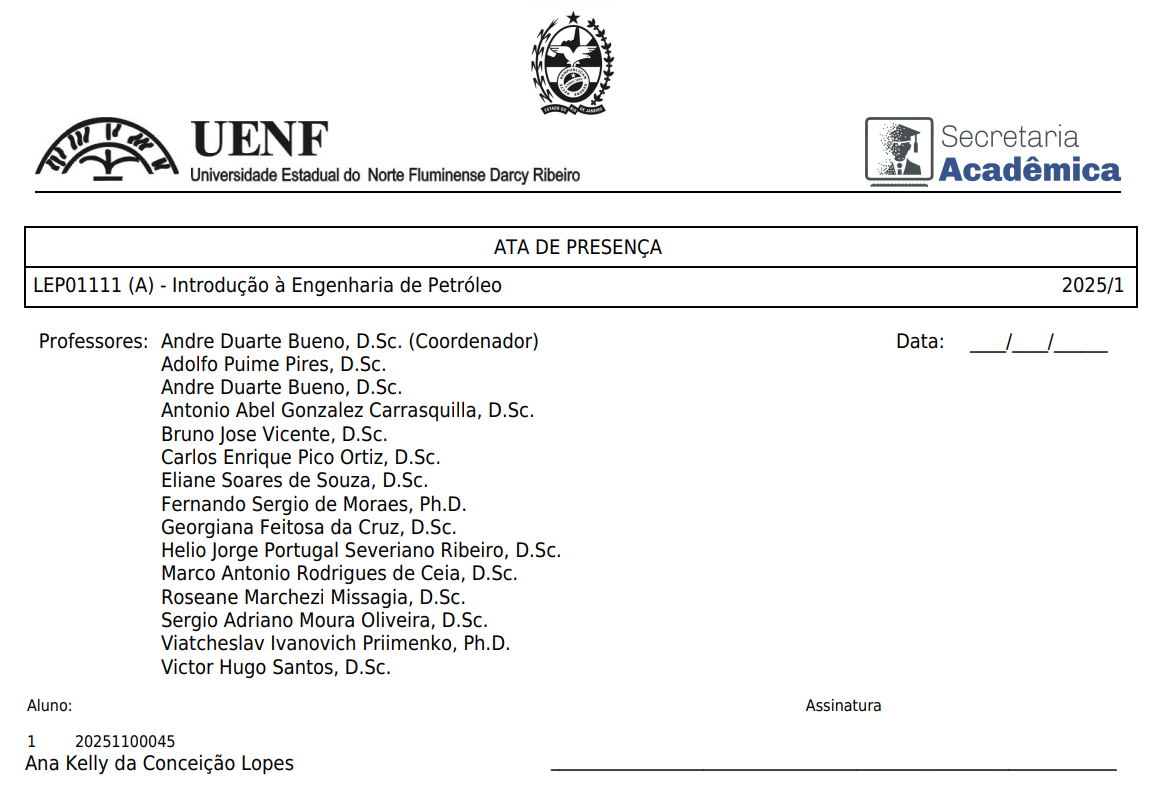 ESTADO DO RIO DE JANEIRO
UENF
Universidade Estadual do Norte Fluminense Darcy Ribeiro
Secretaria
Acadêmica
ATA DE PRESENÇA
LEP01111 (A) - Introdução à Engenharia de Petróleo 2025/1
Professores: Andre Duarte Bueno, D.Sc. (Coordenador) Data: ____/____/______
Adolfo Puime Pires, D.Sc.
Andre Duarte Bueno, D.Sc.
Antonio Abel Gonzalez Carrasquilla, D.Sc.
Bruno Jose Vicente, D.Sc.
Carlos Enrique Pico Ortiz, D.Sc.
Eliane Soares de Souza, D.Sc.
Fernando Sergio de Moraes, Ph.D.
Georgiana Feitosa da Cruz, D.Sc.
Helio Jorge Portugal Severiano Ribeiro, D.Sc.
Marco Antonio Rodrigues de Ceia, D.Sc.
Roseane Marchezi Missagia, D.Sc.
Sergio Adriano Moura Oliveira, D.Sc.
Viatcheslav Ivanovich Priimenko, Ph.D.
Victor Hugo Santos, D.Sc.
Aluno: Assinatura
1 20251100045
Ana Kelly da Conceição Lopes